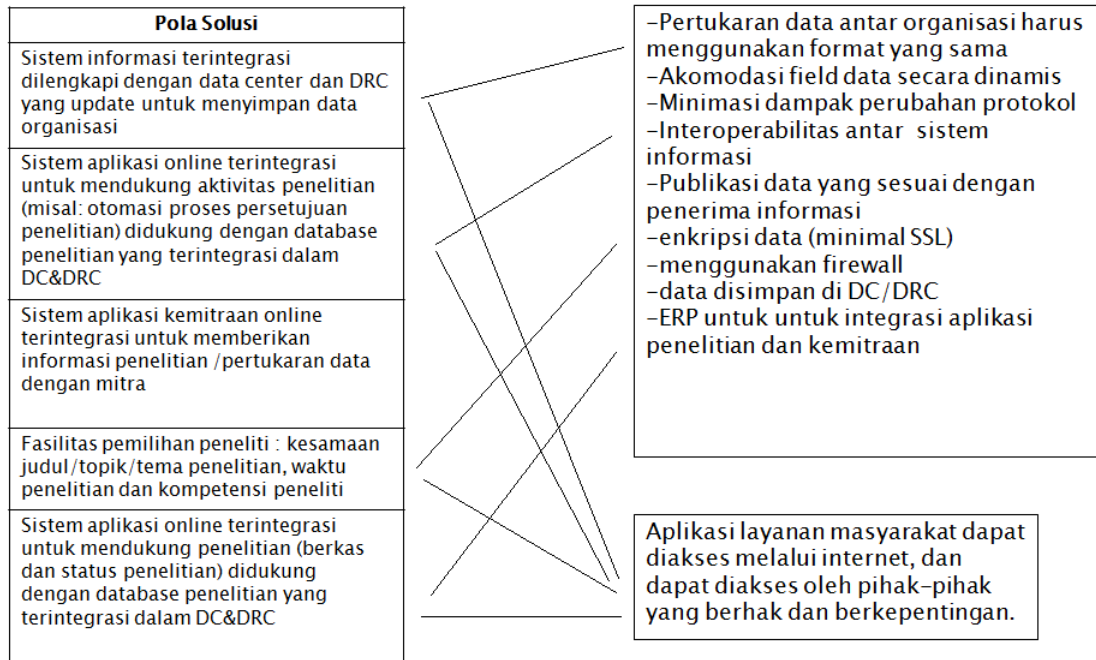 Pola Solusi
Sistem informasi terintegrasi
dilengkapi dengan data center dan DRC
yang update untuk menyimpan data
organisasi
Sistem aplikasi online terintegrasi
untuk mendukung aktivitas penelitian
(misal: otomasi proses persetujuan
penelitian) didukung dengan database
penelitian yang terintegrasi dalam
DC&DRC
Sistem aplikasi kemitraan online
terintegrasi untuk memberikan
informasi penelitian /pertukaran data
dengan mitra
Fasilitas pemilihan peneliti : kesamaan
judul/topik/tema penelitian, waktu
penelitian dan kompetensi peneliti
Sistem aplikasi online terintegrasi
untuk mendukung penelitian (berkas
dan status penelitian) didukung
dengan database penelitian yang
terintegrasi dalam DC&DRC
-Pertukaran data antar organisasi harus
menggunakan format yang sama
-Akomodasi field data secara dinamis
-Minimasi dampak perubahan protokol
-Interoperabilitas antar sistem
informasi
-Publikasi data yang sesuai dengan
penerima informasi
-enkripsi data (minimal SSL)
-menggunakan firewall
-data disimpan di DC/DRC
-ERP untuk untuk integrasi aplikasi
penelitian dan kemitraan
Aplikasi layanan masyarakat dapat
diakses melalui internet, dan
dapat diakses oleh pihak-pihak
yang berhak dan berkepentingan.